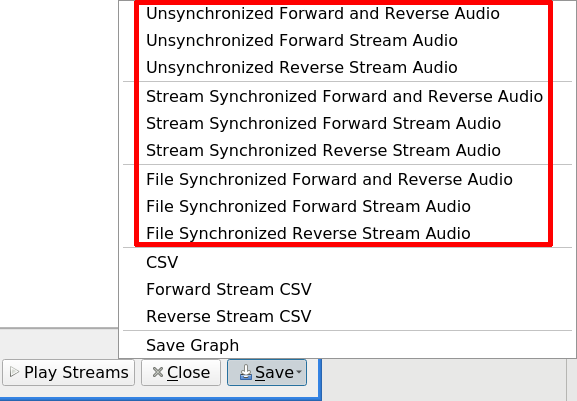 Unsynchronized Forward and Reverse Audio
Unsynchronized Forward Stream Audio
Unsynchronized Reverse Stream Audio
Stream Synchronized Forward and Reverse Audio
Stream Synchronized Forward Stream Audio
Stream Synchronized Reverse Stream Audio
File Synchronized Forward and Reverse Audio
File Synchronized Forward Stream Audio
File Synchronized Reverse Stream Audio
CSV
Forward Stream CSV
Reverse Stream CSV
Save Graph
Play Streams Close Save